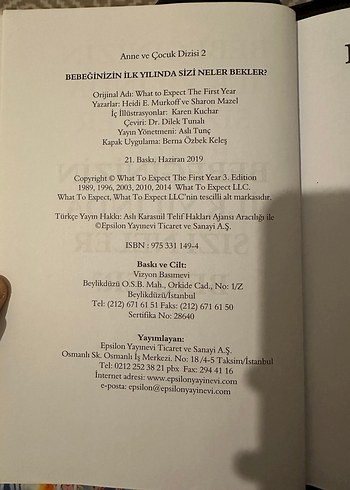 Anne ve Çocuk Dizisi 2
BEBEĞİNİZİN İLK YILINDA SİZİ NELER BEKLER?
Orijinal Adı: What to Expect The First Year
Yazarlar: Heidi E. Murkoff ve Sharon Mazel
İç İllüstrasyonlar: Karen Kuchar
Çeviri: Dr. Dilek Tunalı
Yayın Yönetmeni: Aslı Tunç
Kapak Uygulama: Berna Özbek Keleş
21. Baskı, Haziran 2019
Copyright © What To Expect The First Year 3. Edition
1989, 1996, 2003, 2010, 2014 What To Expect LLC.
What To Expect, What To Expect LLC'nin tescilli alt markasıdır.
Türkçe Yayın Hakkı: Aslı Karasuil Telif Hakları Ajansı Aracılığı ile
©Epsilon Yayınevi Ticaret ve Sanayi A.Ş.
ISBN : 975 331 149-4
Baskı ve Cilt:
Vizyon Basımevi
Beylikdüzü O.S.B. Mah., Orkide Cad., No: 1/Z
Beylikdüzü/İstanbul
Tel: (212) 671 61 51 Faks: (212) 671 61 50
Sertifika No: 28640
Yayımlayan:
Epsilon Yayınevi Ticaret ve Sanayi A.Ş.
Osmanlı Sk. Osmanlı İş Merkezi. No: 18 /4-5 Taksim/İstanbul
Tel: 0212 252 38 21 pbx Fax: 294 41 16
İnternet adresi: www.epsilonyayinevi.com
e-posta: epsilon@epsilonyayinevi.com